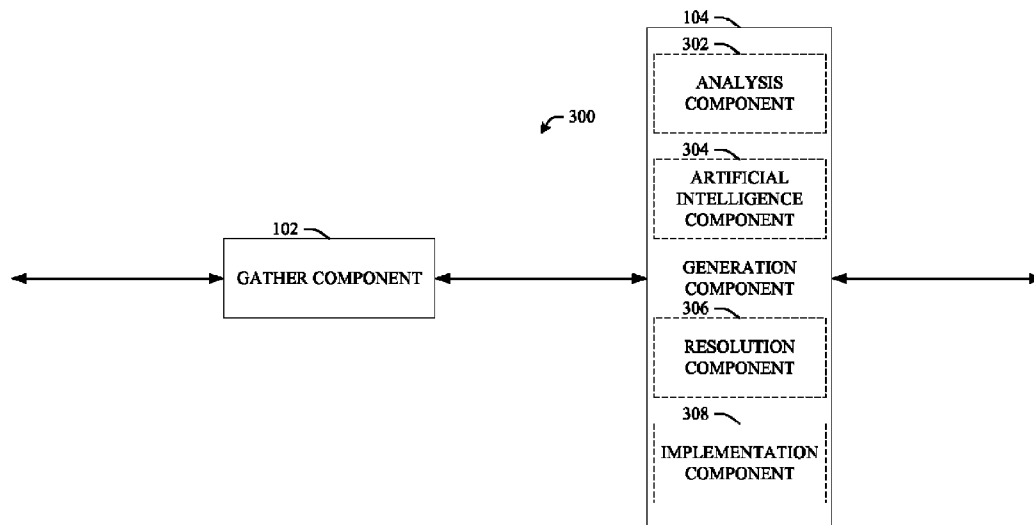 104
302
ANALYSIS
COMPONENT
300
304
ARTIFICIAL
INTELLIGENCE
COMPONENT
102
GATHER COMPONENT
GENERATION
COMPONENT
306
RESOLUTION
COMPONENT
308
IMPLEMENTATION
COMPONENT